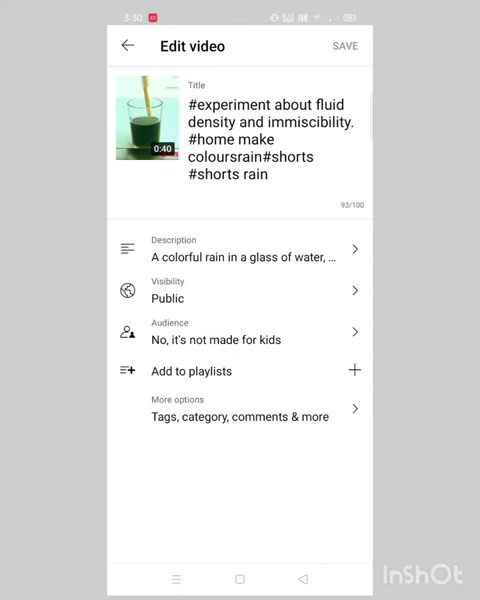 3:30
Edit video
SAVE
Title
#experiment about fluid
density and immiscibility.
#home make
coloursrain#shorts
#shorts rain
0:40
93/100
Description
A colorful rain in a glass of water, ...
Visibility
Public
Audience
No, it's not made for kids
Add to playlists
More options
Tags, category, comments & more
InShOt